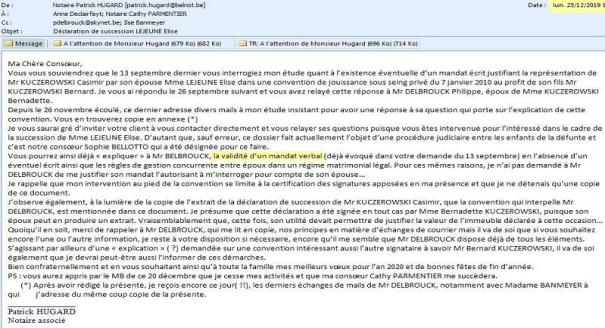 De : Notaire Patrick HUGARD [patrick.hugard@belnot.be] Date : lun. 23/12/2019 1
À : Anne Declairfayt; Notaire Cathy PARMENTIER
Cc : pdelbrouck@skynet.be; Ilse Banmeyer
Objet : Déclaration de succession LEJEUNE Elise
Message A l'attention de Monsieur Hugard (679 Ko) (682 Ko) TR: A l'attention de Monsieur Hugard (696 Ko) (714 Ko)
Ma Chère Consœur,
Vous vous souviendrez que le 13 septembre dernier vous interrogiez mon étude quant à l'existence éventuelle d'un mandat écrit justifiant la représentation de
Mr KUCZEROWSKI Casimir par son épouse Mme LEJEUNE Elise dans une convention de jouissance sous seing privé du 7 janvier 2010 au profit de son fils Mr
KUCZEROWSKI Bernard. Je vous ai répondu le 26 septembre suivant et vous avez relayé cette réponse à Mr DELBROUCK Philippe, époux de Mme KUCZEROWSKI
Bernadette.
Depuis le 26 novembre écoulé, ce dernier adresse divers mails à mon étude insistant pour avoir une réponse à sa question qui porte sur l'explication de cette
convention. Vous en trouverez copie en annexe (*)
Je vous saurai gré d'inviter votre client à vous contacter directement et vous relayer ses questions puisque vous êtes intervenue pour l'intéressé dans le cadre de
la succession de Mme LEJEUNE Elise. D'autant que, sauf erreur, ce dossier fait actuellement l'objet d'une procédure judiciaire entre les enfants de la défunte et
c'est notre consœur Sophie BELLOTTO qui a été désignée pour ce faire.
Vous pourrez ainsi déjà « expliquer » à Mr DELBROUCK, la validité d'un mandat verbal (déjà évoqué dans votre demande du 13 septembre) en l'absence d'un
éventuel écrit ainsi que les règles de gestion concurrente entre époux dans un régime matrimonial légal. Pour ces mêmes raisons, je n'ai pas demandé à Mr
DELBROUCK de me justifier son mandat l'autorisant à m'interroger pour compte de son épouse...
Je rappelle que mon intervention au pied de la convention se limite à la certification des signatures apposées en ma présence et que je ne détenais qu'une copie
de ce document.
J'observe également, à la lumière de la copie de l'extrait de la déclaration de succession de Mr KUCZEROWSKI Casimir, que la convention qui interpelle Mr
DELBROUCK, est mentionnée dans ce document. Je présume que cette déclaration a été signée en tout cas par Mme Bernadette KUCZEROWSKI, puisque son
époux peut en produire un extrait. Vraisemblablement que, cette fois, son utilité devait permettre de justifier la valeur de l'immeuble déclarée à cette occasion...
Quoiqu'il en soit, merci de rappeler à Mr DELBROUCK, qui me lit en copie, nos principes en matière d'échanges de courrier mais il va de soi que si vous souhaitez
encore l'une ou l'autre information, je reste à votre disposition si nécessaire, encore qu'il me semble que Mr DELBROUCK dispose déjà de tous les éléments.
S'agissant par ailleurs d'une « explication » ( ?) demandée sur une convention intéressant aussi l'autre signataire à savoir Mr Bernard KUCZEROWSKI, il va de soi
également que je devrai peut-être aussi l'informer de ces démarches.
Bien confraternellement et en vous souhaitant ainsi qu'à toute la famille mes meilleurs vœux pour l'an 2020 et de bonnes fêtes de fin d'année.
PS : vous aurez appris par le MB de ce 20 décembre que je cesse mes activités et que ma consœur Cathy PARMENTIER me succèdera.
(*) Après avoir rédigé la présente, je reçois encore ce jour( !!), les derniers échanges de mails de Mr DELBROUCK, notamment avec Madame BANMEYER à
qui j'adresse du même coup copie de la présente.
Patrick HUGARD
Notaire associé